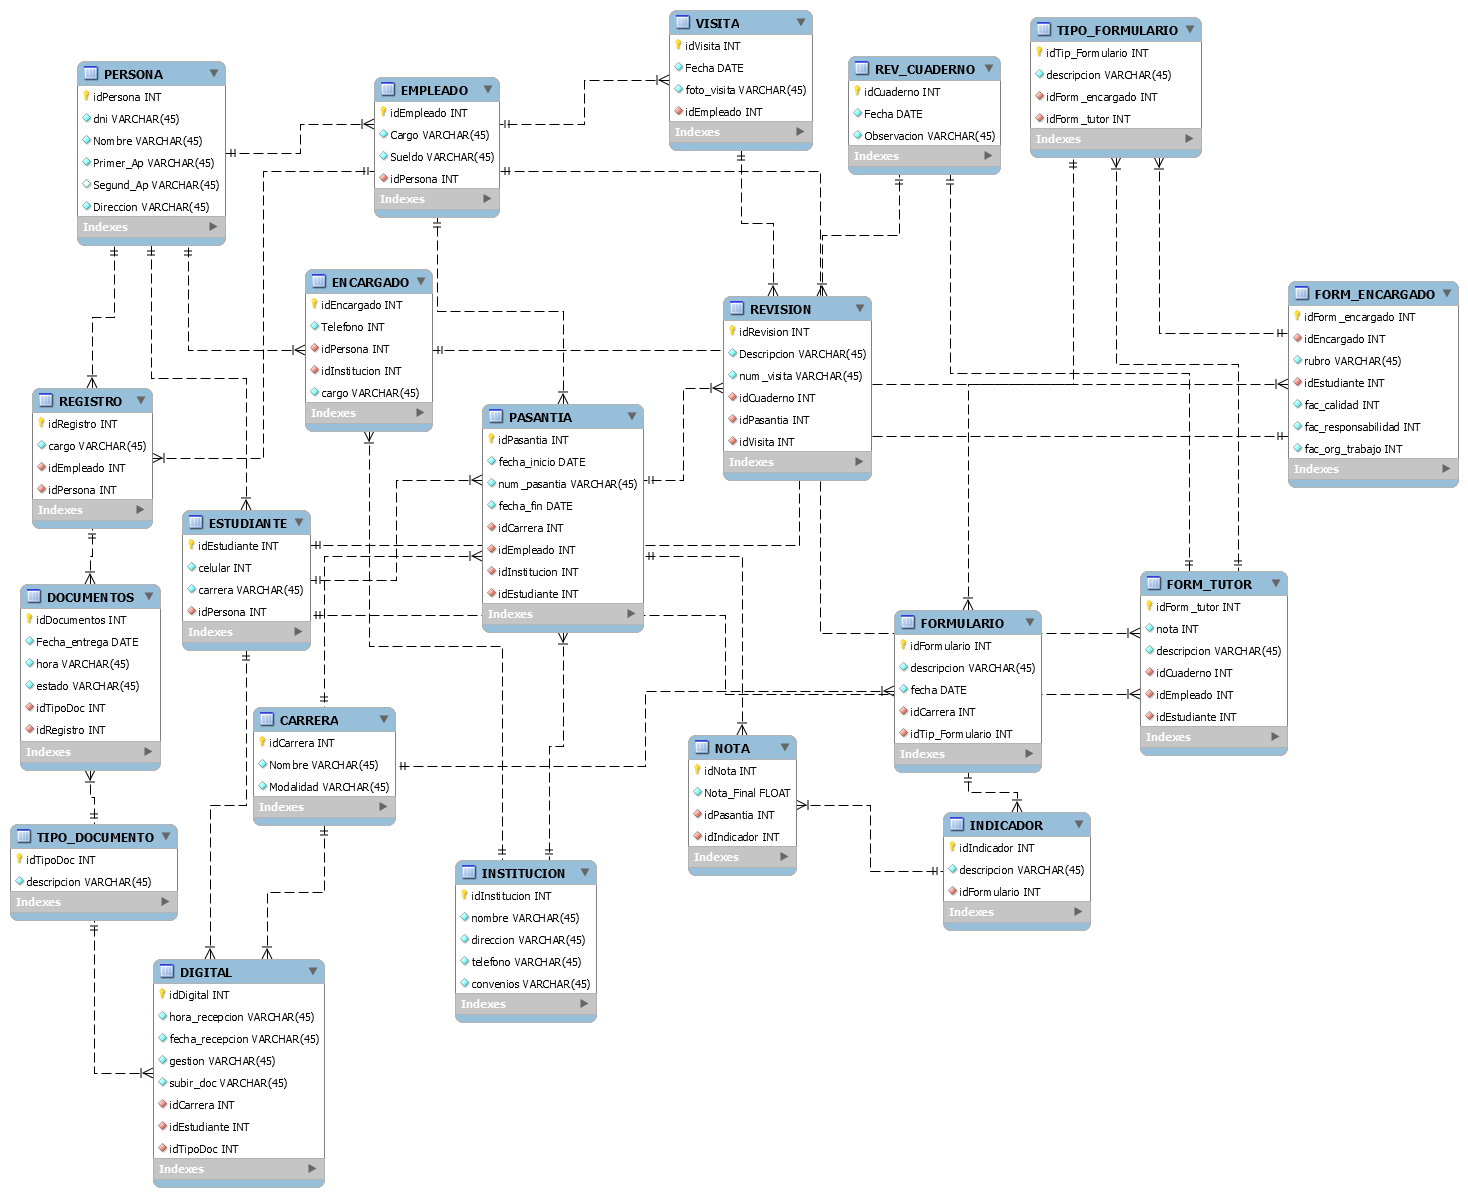 PERSONA
idPersona INT
dni VARCHAR(45)
Nombre VARCHAR(45)
Primer_Ap VARCHAR(45)
Segund_Ap VARCHAR(45)
Direccion VARCHAR(45)
Indexes
EMPLEADO
idEmpleado INT
Cargo VARCHAR(45)
Sueldo VARCHAR(45)
idPersona INT
Indexes
VISITA
idVisita INT
Fecha DATE
foto_visita VARCHAR(45)
idEmpleado INT
Indexes
REV_CUADERNO
idCuaderno INT
Fecha DATE
Observacion VARCHAR(45)
Indexes
TIPO_FORMULARIO
idTip_Formulario INT
descripcion VARCHAR(45)
idForm_encargado INT
idForm_tutor INT
Indexes
ENCARGADO
idEncargado INT
Telefono INT
idPersona INT
idInstitucion INT
cargo VARCHAR(45)
Indexes
REVISION
idRevision INT
Descripcion VARCHAR(45)
num_visita VARCHAR(45)
idCuaderno INT
idPasantia INT
idVisita INT
Indexes
FORM_ENCARGADO
idForm_encargado INT
idEncargado INT
rubro VARCHAR(45)
idEstudiante INT
fac_calidad INT
fac_responsabilidad INT
fac_org_trabajo INT
Indexes
REGISTRO
idRegistro INT
cargo VARCHAR(45)
idEmpleado INT
idPersona INT
Indexes
PASANTIA
idPasantia INT
fecha_inicio DATE
num_pasantia VARCHAR(45)
fecha_fin DATE
idCarrera INT
idEmpleado INT
idInstitucion INT
idEstudiante INT
Indexes
ESTUDIANTE
idEstudiante INT
celular INT
carrera VARCHAR(45)
idPersona INT
Indexes
DOCUMENTOS
idDocumentos INT
Fecha_entrega DATE
hora VARCHAR(45)
estado VARCHAR(45)
idTipoDoc INT
idRegistro INT
Indexes
FORM_TUTOR
idForm_tutor INT
nota INT
descripcion VARCHAR(45)
idCuaderno INT
idEmpleado INT
idEstudiante INT
Indexes
FORMULARIO
idFormulario INT
descripcion VARCHAR(45)
fecha DATE
idCarrera INT
idTip_Formulario INT
Indexes
CARRERA
idCarrera INT
Nombre VARCHAR(45)
Modalidad VARCHAR(45)
Indexes
NOTA
idNota INT
Nota_Final FLOAT
idPasantia INT
idIndicador INT
Indexes
INDICADOR
idIndicador INT
descripcion VARCHAR(45)
idFormulario INT
Indexes
TIPO_DOCUMENTO
idTipoDoc INT
descripcion VARCHAR(45)
Indexes
INSTITUCION
idInstitucion INT
nombre VARCHAR(45)
direccion VARCHAR(45)
telefono VARCHAR(45)
convenios VARCHAR(45)
Indexes
DIGITAL
idDigital INT
hora_recepcion VARCHAR(45)
fecha_recepcion VARCHAR(45)
gestion VARCHAR(45)
subir_doc VARCHAR(45)
idCarrera INT
idEstudiante INT
idTipoDoc INT
Indexes